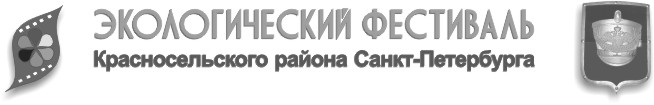 ЭКОЛОГИЧЕСКИЙ ФЕСТИВАЛЬ
Красносельского района Санкт-Петербурга